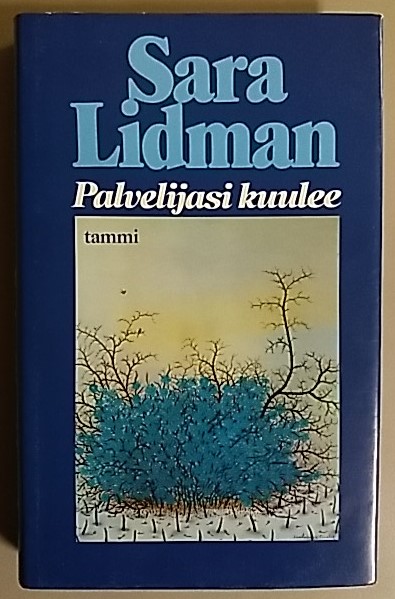 Sara
Lidman
Palvelijasi kuulee
tammi